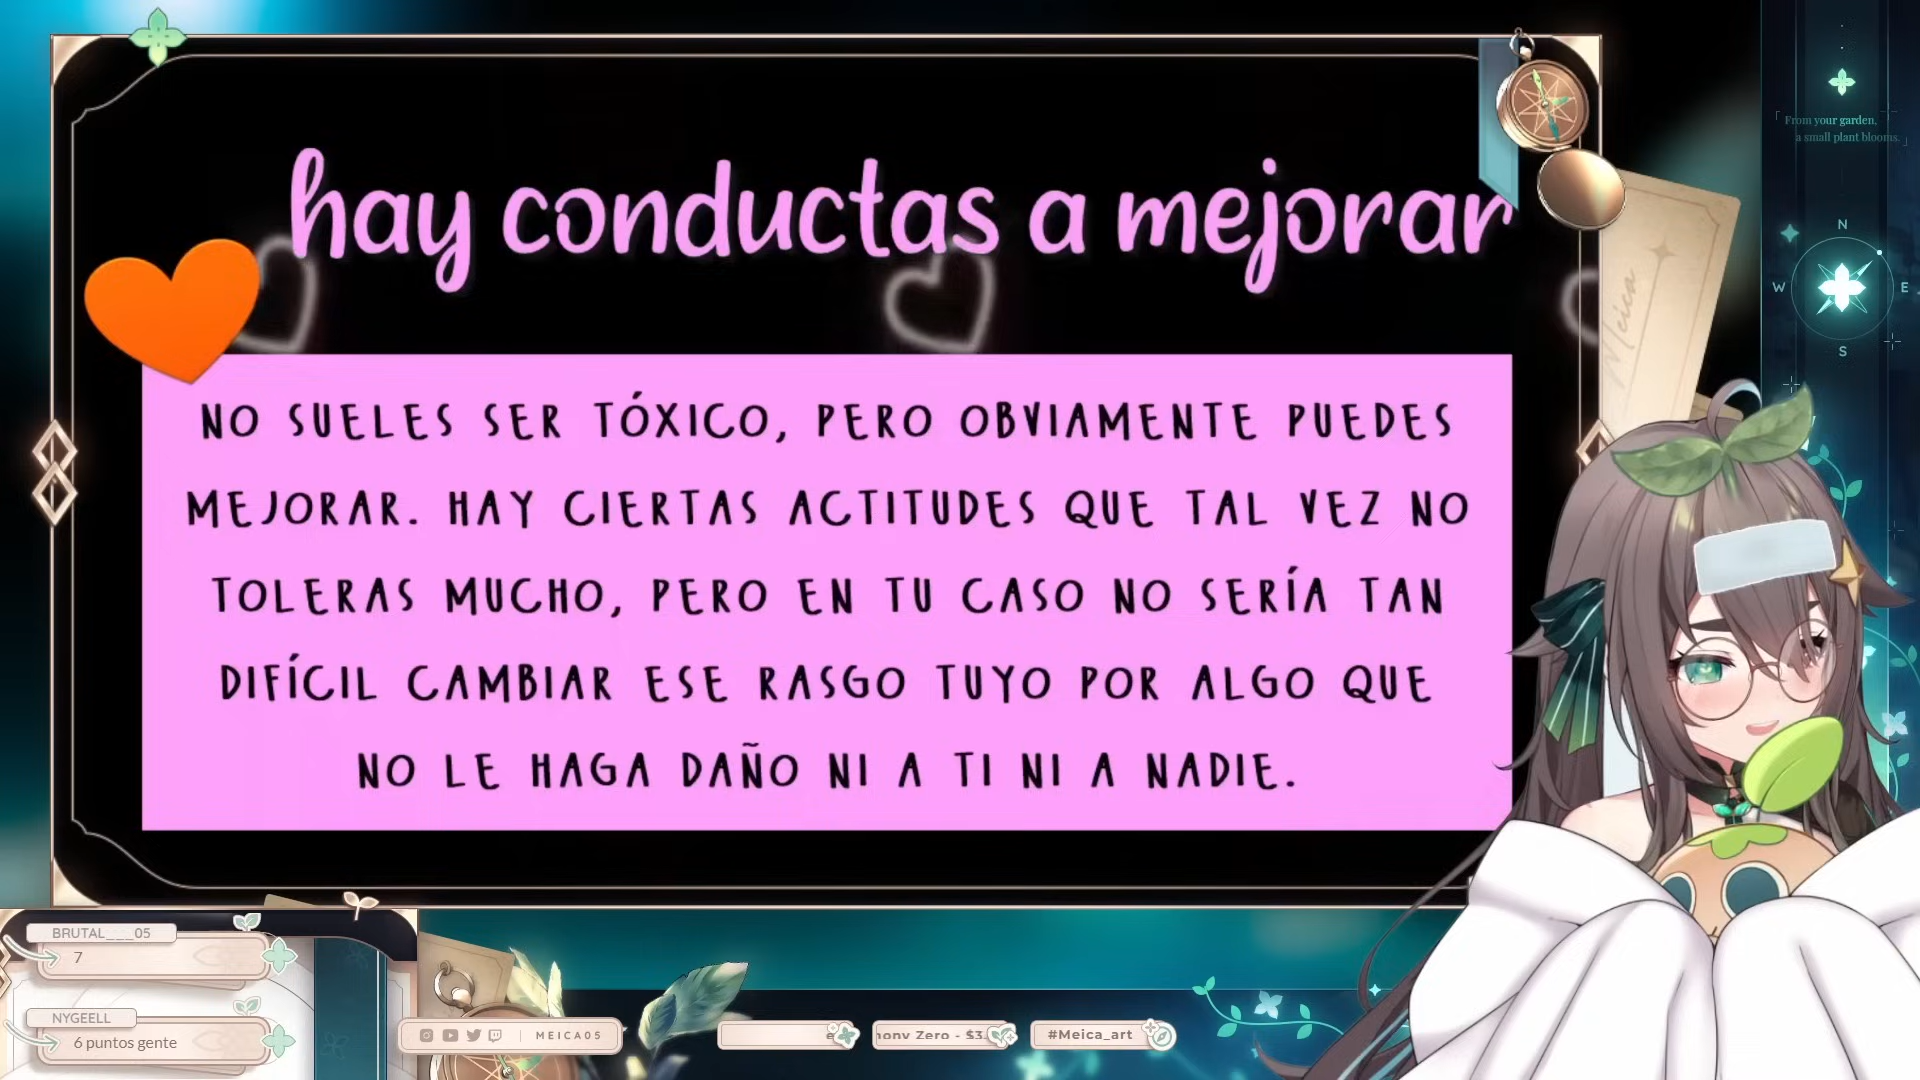 From your garden,
a small plant blooms.
hay conductas a mejorar
N
W
E
S
Meica
NO SUELES SER TÓXICO, PERO OBVIAMENTE PUEDES
MEJORAR. HAY CIERTAS ACTITUDES QUE TAL VEZ NO
TOLERAS MUCHO, PERO EN TU CASO NO SERÍA TAN
DIFÍCIL CAMBIAR ESE RASGO TUYO POR ALGO QUE
NO LE HAGA DAÑO NI A TI NI A NADIE.
BRUTAL___05
7
NYGEELL
6 puntos gente
MEICA05
Zero - $3.
#Meica_art